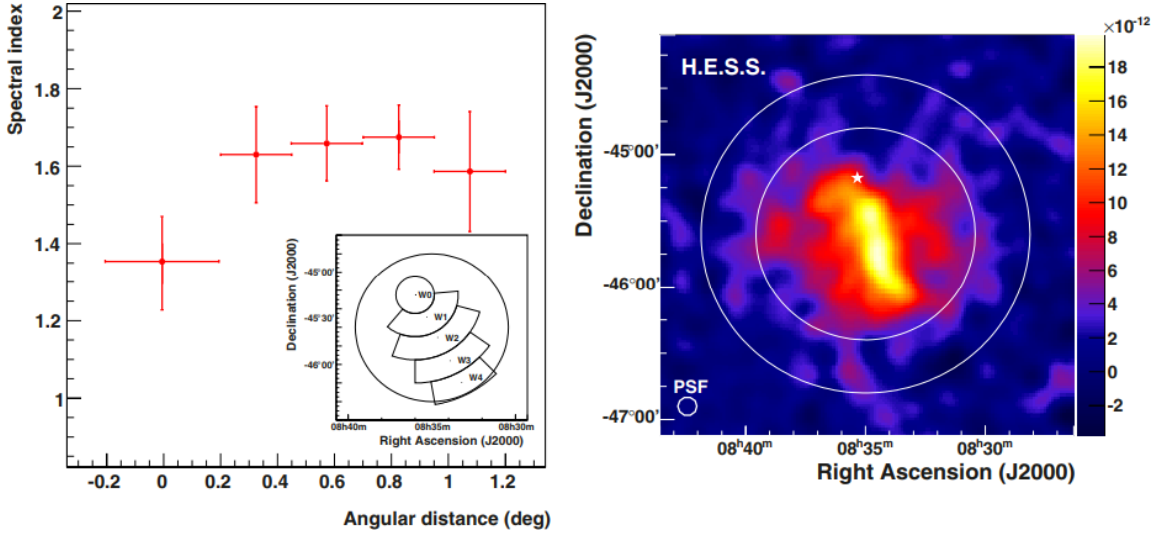 Spectral index
2
1.8
1.6
1.4
1.2
1
-0.2 0 0.2 0.4 0.6 0.8 1 1.2
Angular distance (deg)
Declination (J2000)
-45°00'
-45°30'
-46°00'
W0
W1
W2
W3
W4
08h40m 08h35m 08h30m
Right Ascension (J2000)
Declination (J2000)
H.E.S.S.
-45°00'
-46°00'
-47°00'
PSF
08h40m 08h35m 08h30m
Right Ascension (J2000)
×10-12
18
16
14
12
10
8
6
4
2
0
-2